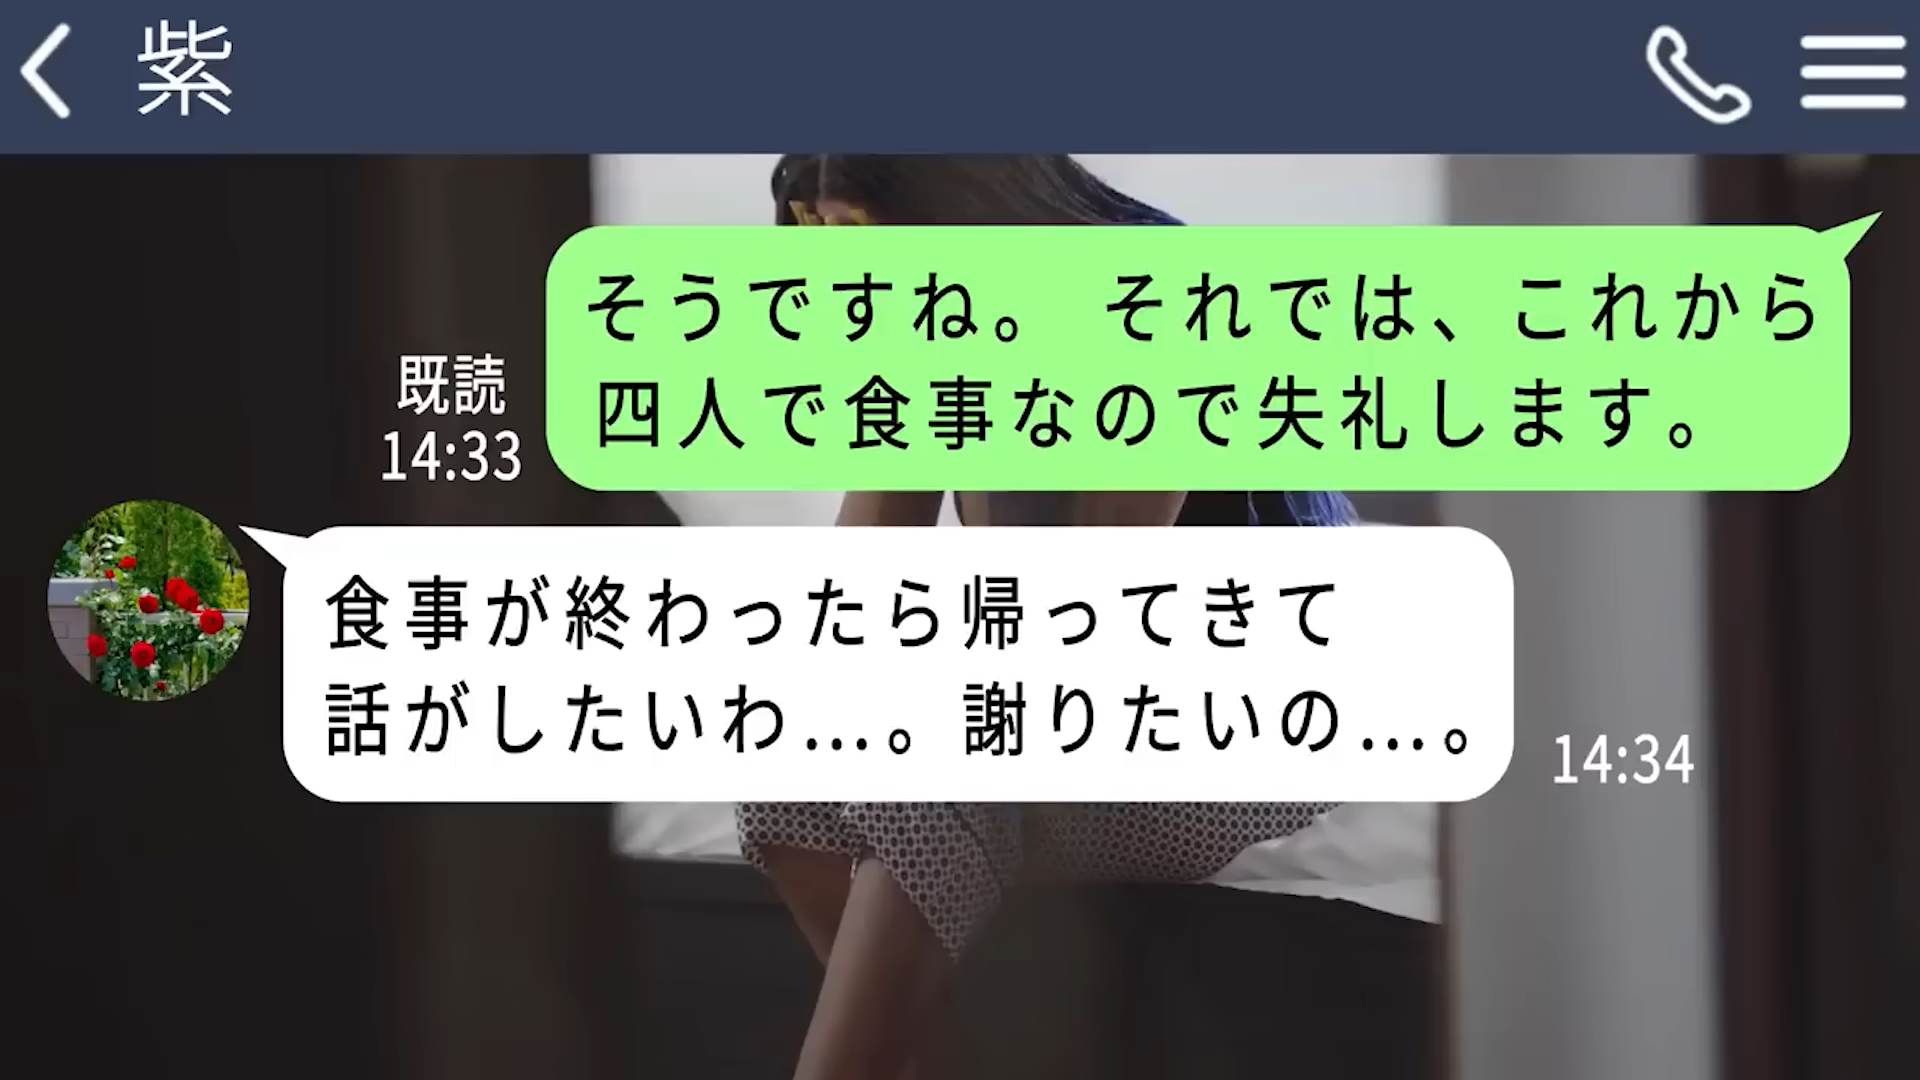 紫
そうですね。 それでは、これから
四人で食事なので失礼します。
既読
14:33
食事が終わったら帰ってきて
話がしたいわ…。謝りたいの…。
14:34